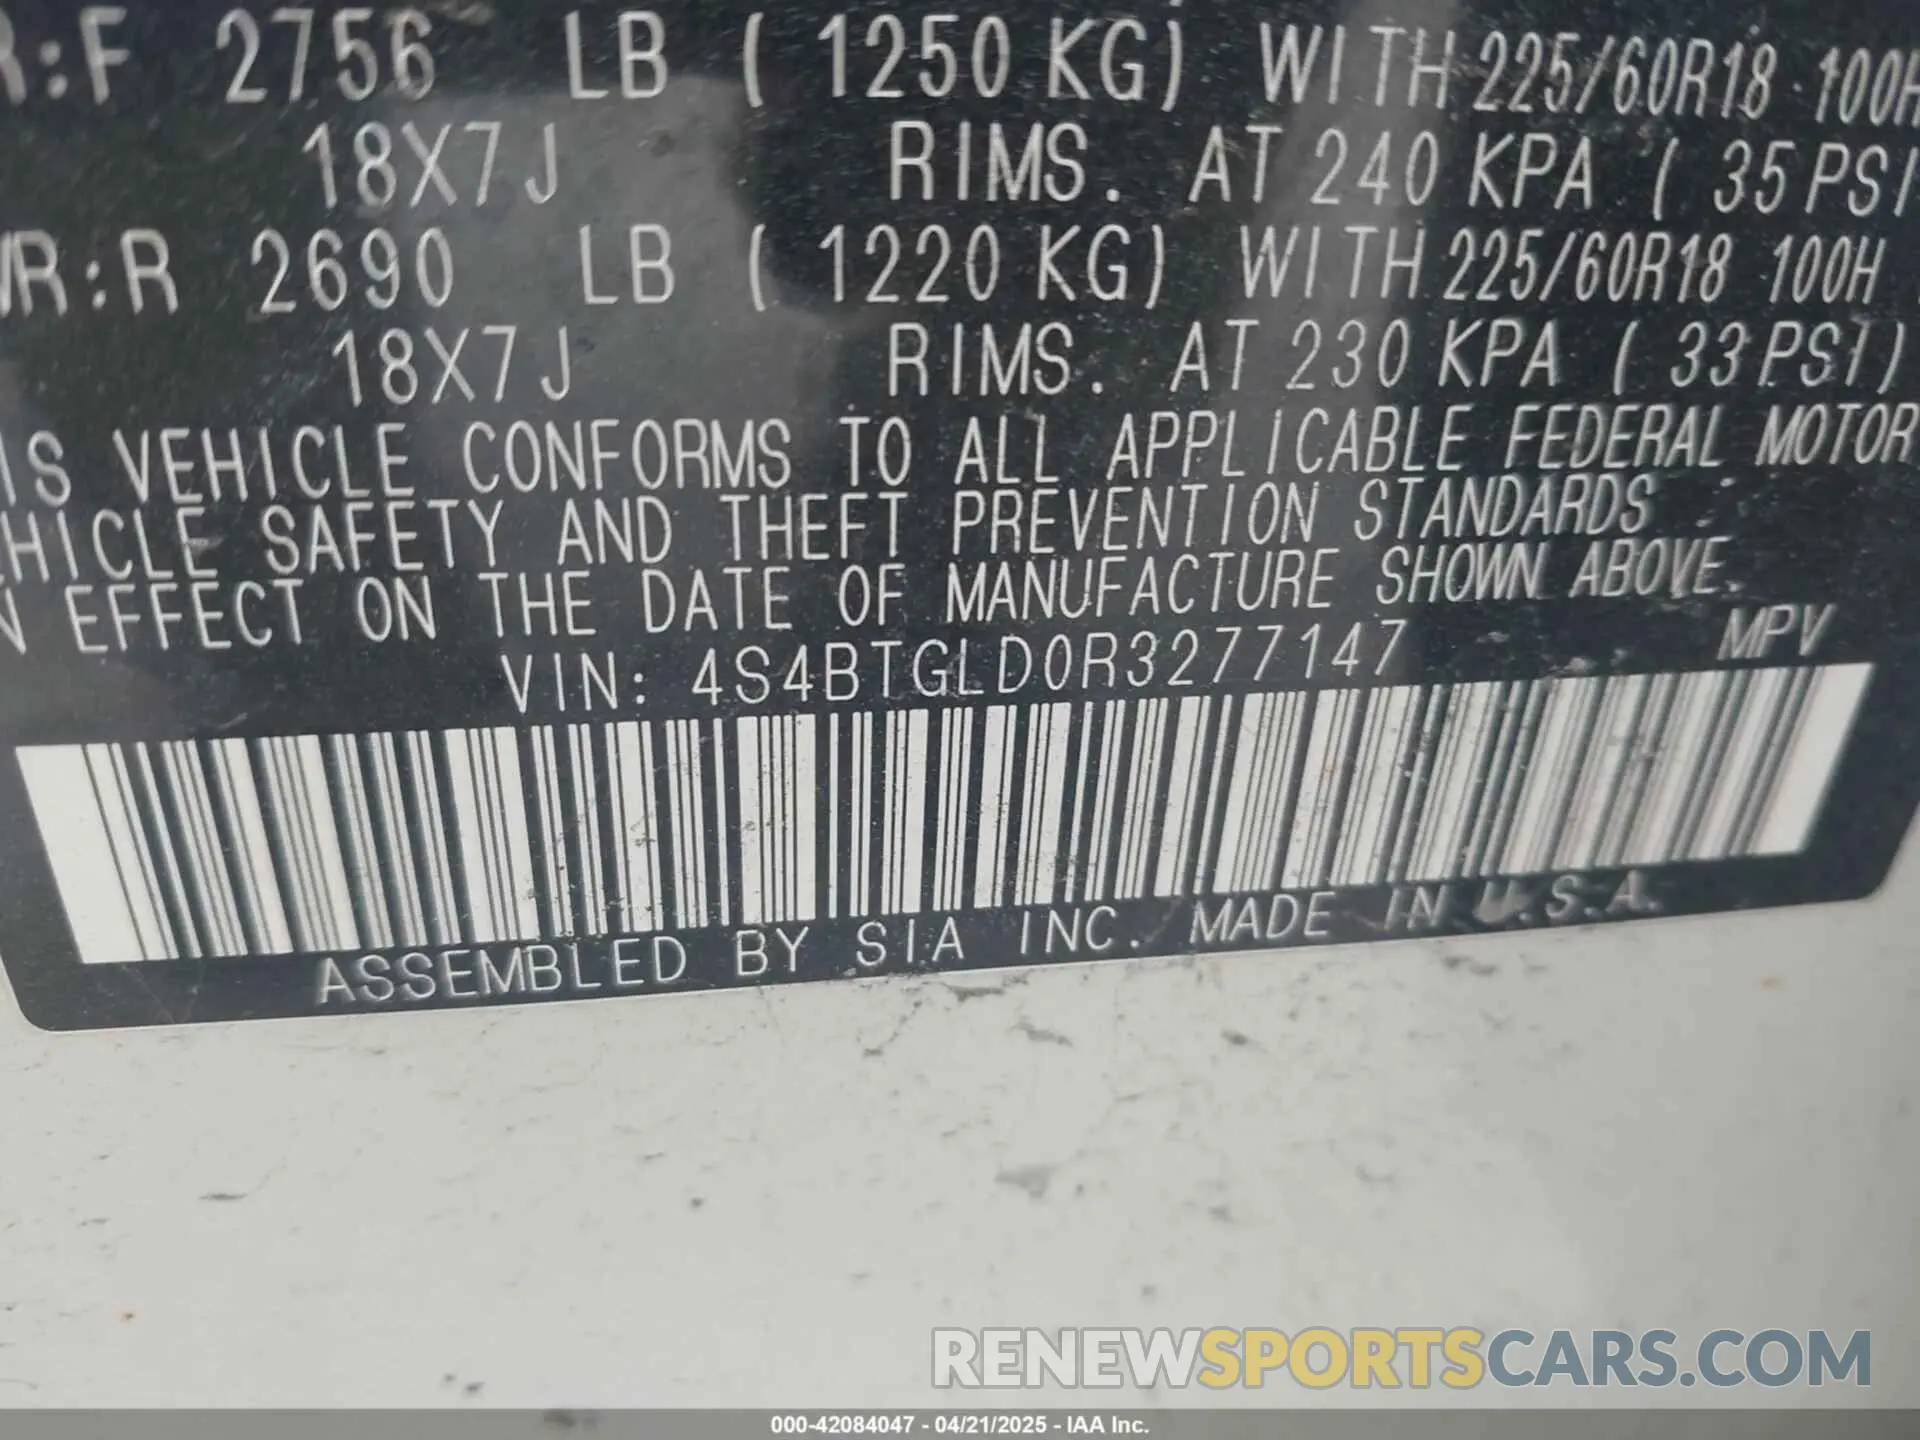 R:F 2756 LB ( 1250 KG) WITH 225/60R18 100H
18X7J RIMS. AT 240 KPA ( 35 PSI
WR:R 2690 LB ( 1220 KG) WITH 225/60R18 100H
18X7J RIMS. AT 230 KPA ( 33 PSI)
IS VEHICLE CONFORMS TO ALL APPLICABLE FEDERAL MOTOR
EHICLE SAFETY AND THEFT PREVENTION STANDARDS
N EFFECT ON THE DATE OF MANUFACTURE SHOWN ABOVE.
VIN: 4S4BTGLD0R3277147 MPV
ASSEMBLED BY SIA INC. MADE IN U.S.A.
RENEWSPORTSCARS.COM
000-42084047 - 04/21/2025 - IAA Inc.